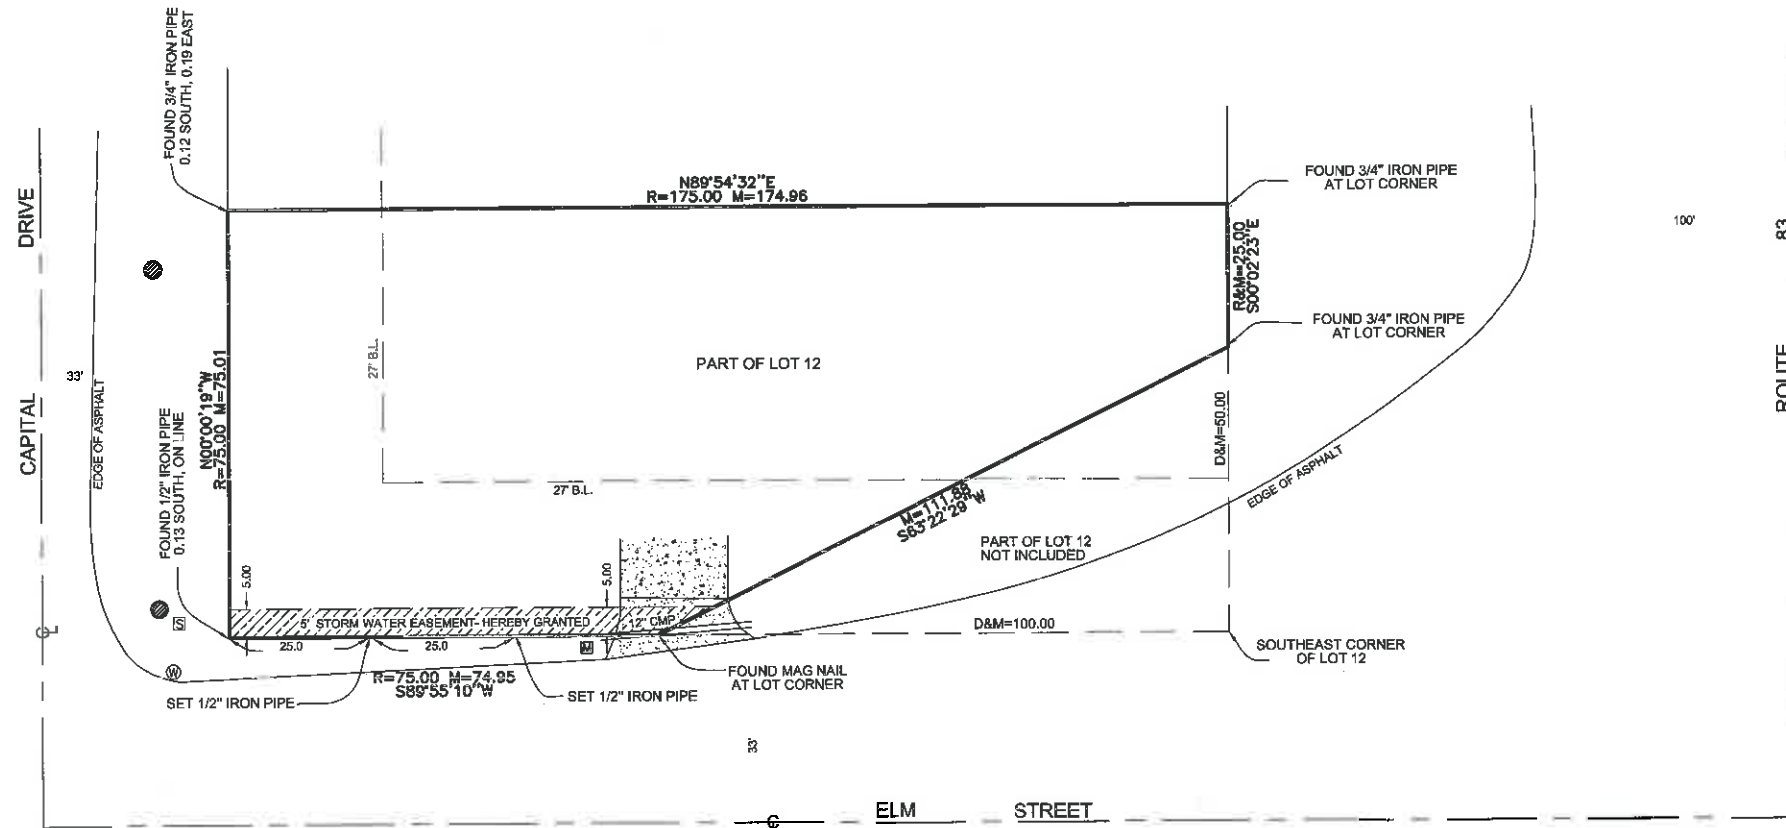 FOUND 3/4" IRON PIPE
0.12 SOUTH, 0.19 EAST
N89°54'32"E
R=175.00 M=174.96
FOUND 3/4" IRON PIPE
AT LOT CORNER
100'
ROUTE 83
R&M=25.00
S00°02'23"E
FOUND 3/4" IRON PIPE
AT LOT CORNER
CAPITAL DRIVE
33'
EDGE OF ASPHALT
N00°00'19"W
R=75.00 M=75.01
27' B.L.
PART OF LOT 12
D&M=50.00
FOUND 1/2" IRON PIPE
0.13 SOUTH, ON LINE
27' B.L.
M=111.88
S63°22'29"W
EDGE OF ASPHALT
PART OF LOT 12
NOT INCLUDED
5.00
5.00
5' STORM WATER EASEMENT- HEREBY GRANTED
12" CMP
D&M=100.00
S
25.0
25.0
M
SOUTHEAST CORNER
OF LOT 12
W
R=75.00 M=74.95
S89°55'10"W
FOUND MAG NAIL
AT LOT CORNER
SET 1/2" IRON PIPE
SET 1/2" IRON PIPE
33'
ELM STREET